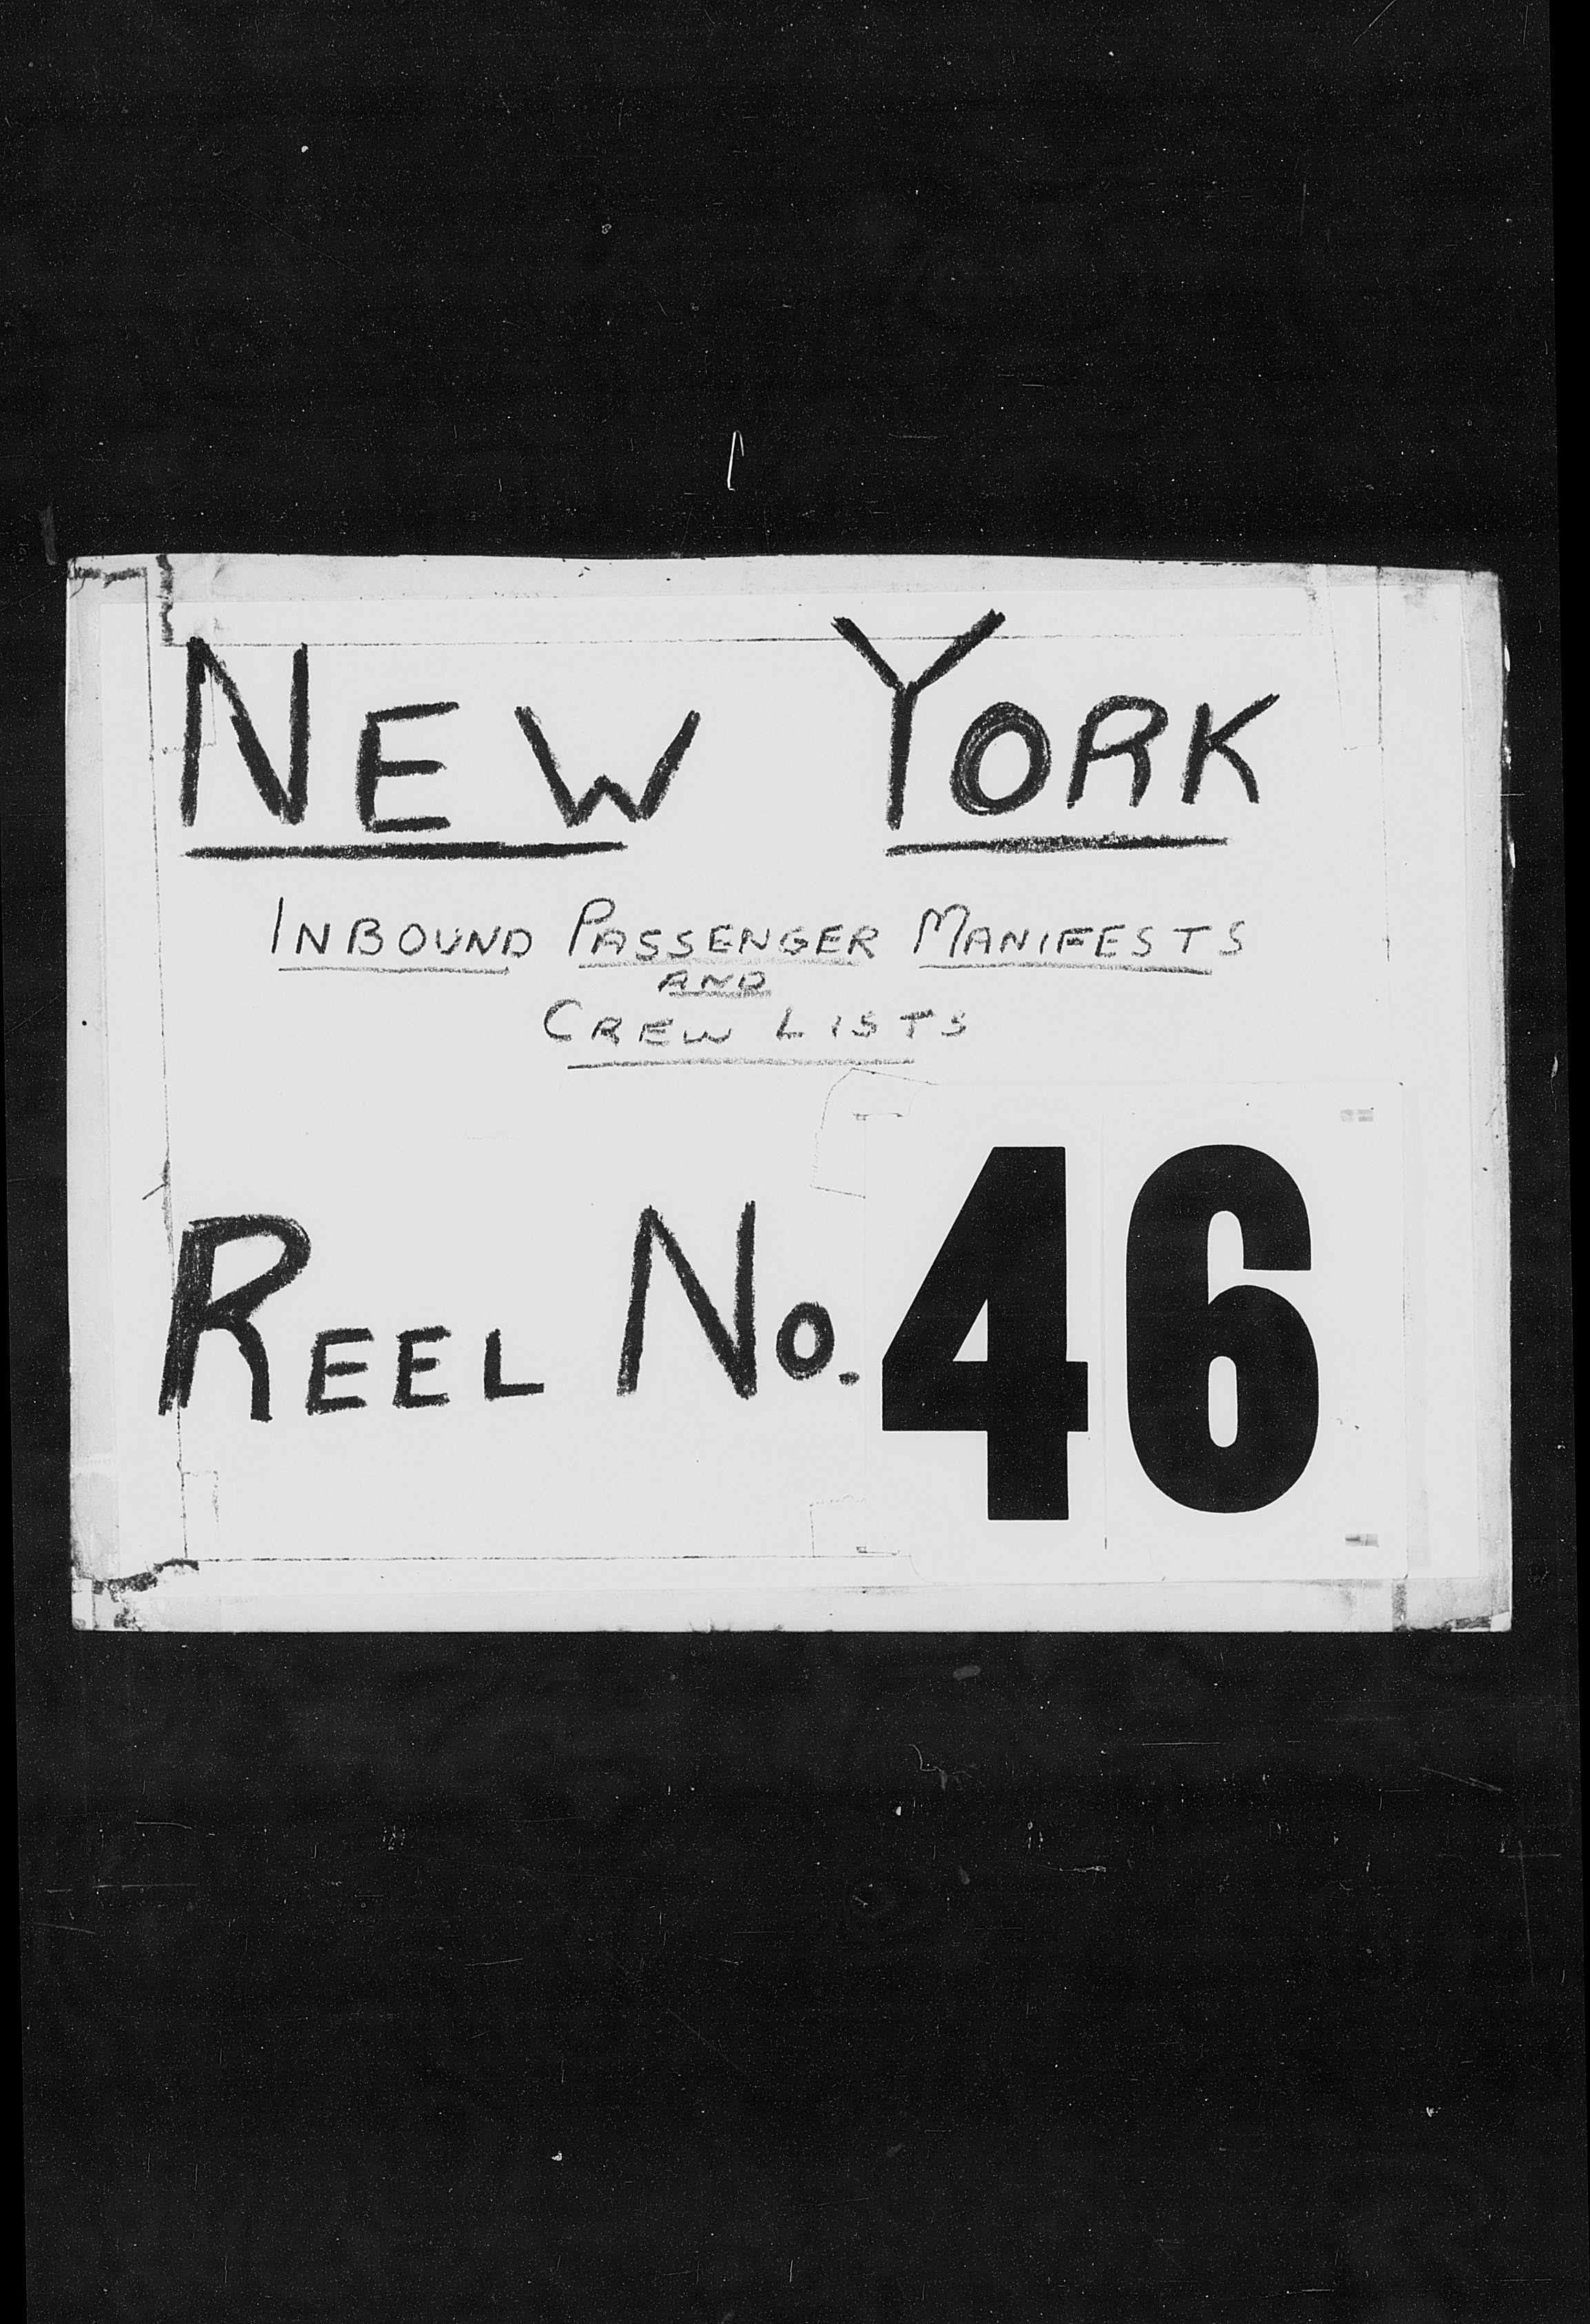 NEW YORK
INBOUND PASSENGER MANIFESTS
AND
CREW LISTS
REEL NO. 46